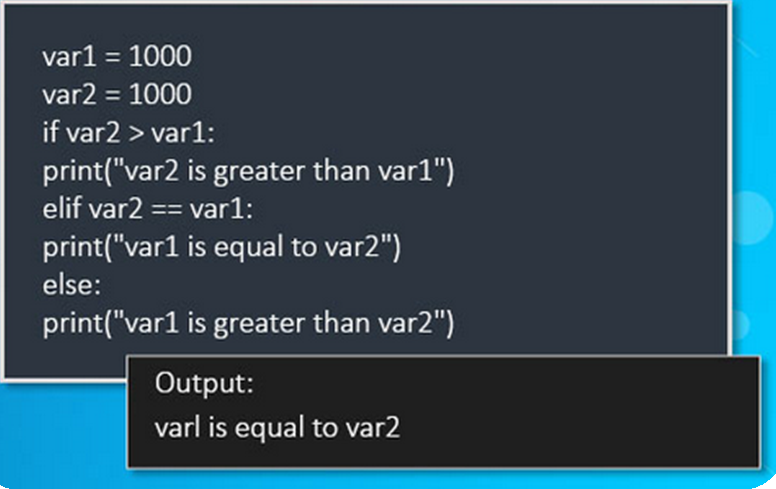 var1 = 1000
var2 = 1000
if var2 > var1:
print("var2 is greater than var1")
elif var2 == var1:
print("var1 is equal to var2")
else:
print("var1 is greater than var2")
Output:
varl is equal to var2